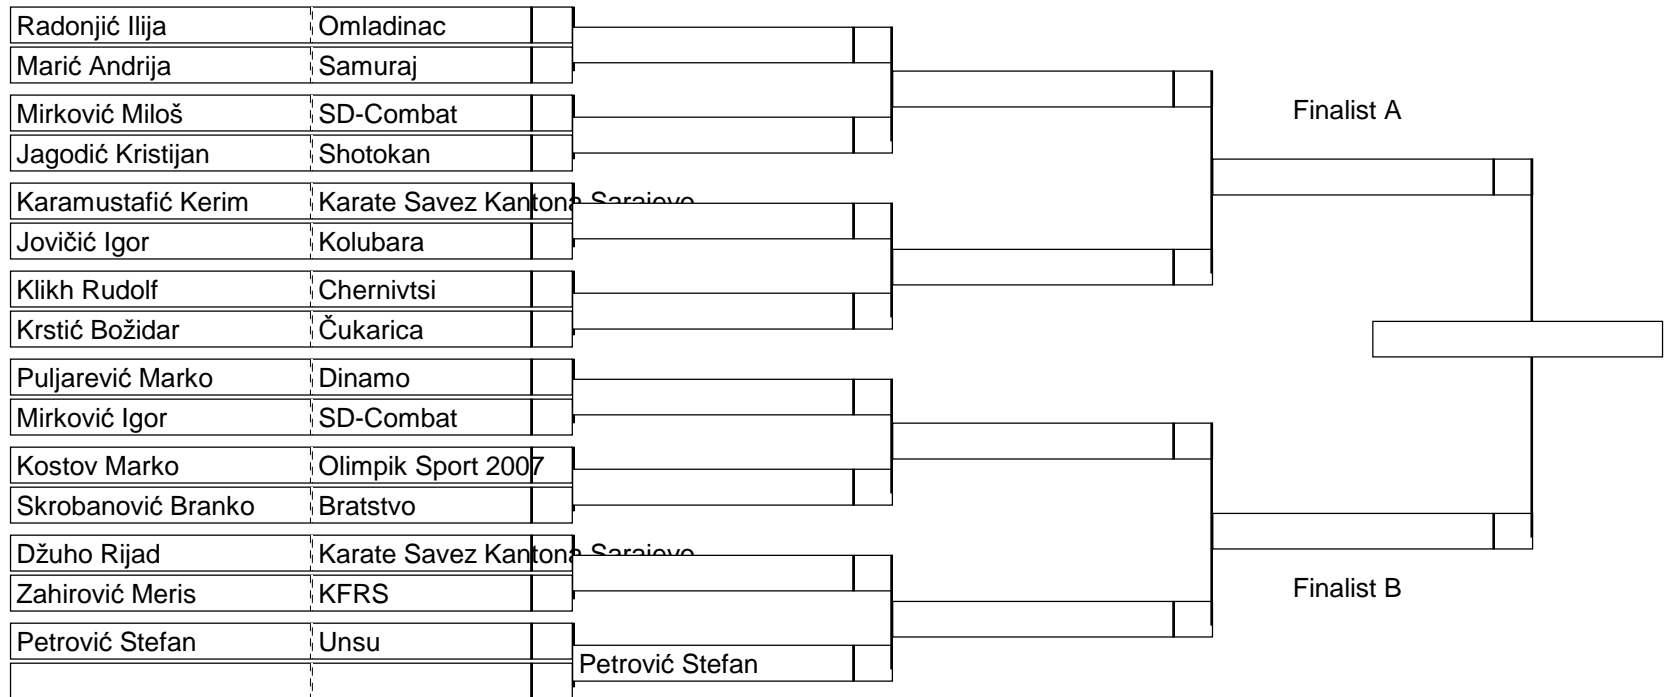 Radonjić Ilija Omladinac
Marić Andrija Samuraj
Finalist A
Mirković Miloš SD-Combat
Jagodić Kristijan Shotokan
Karamustafić Kerim Karate Savez Kantona Sarajevo
Jovičić Igor Kolubara
Klikh Rudolf Chernivtsi
Krstić Božidar Čukarica
Puljarević Marko Dinamo
Mirković Igor SD-Combat
Kostov Marko Olimpik Sport 2007
Skrobanović Branko Bratstvo
Džuho Rijad Karate Savez Kantona Sarajevo
Zahirović Meris KFRS
Finalist B
Petrović Stefan Unsu
Petrović Stefan